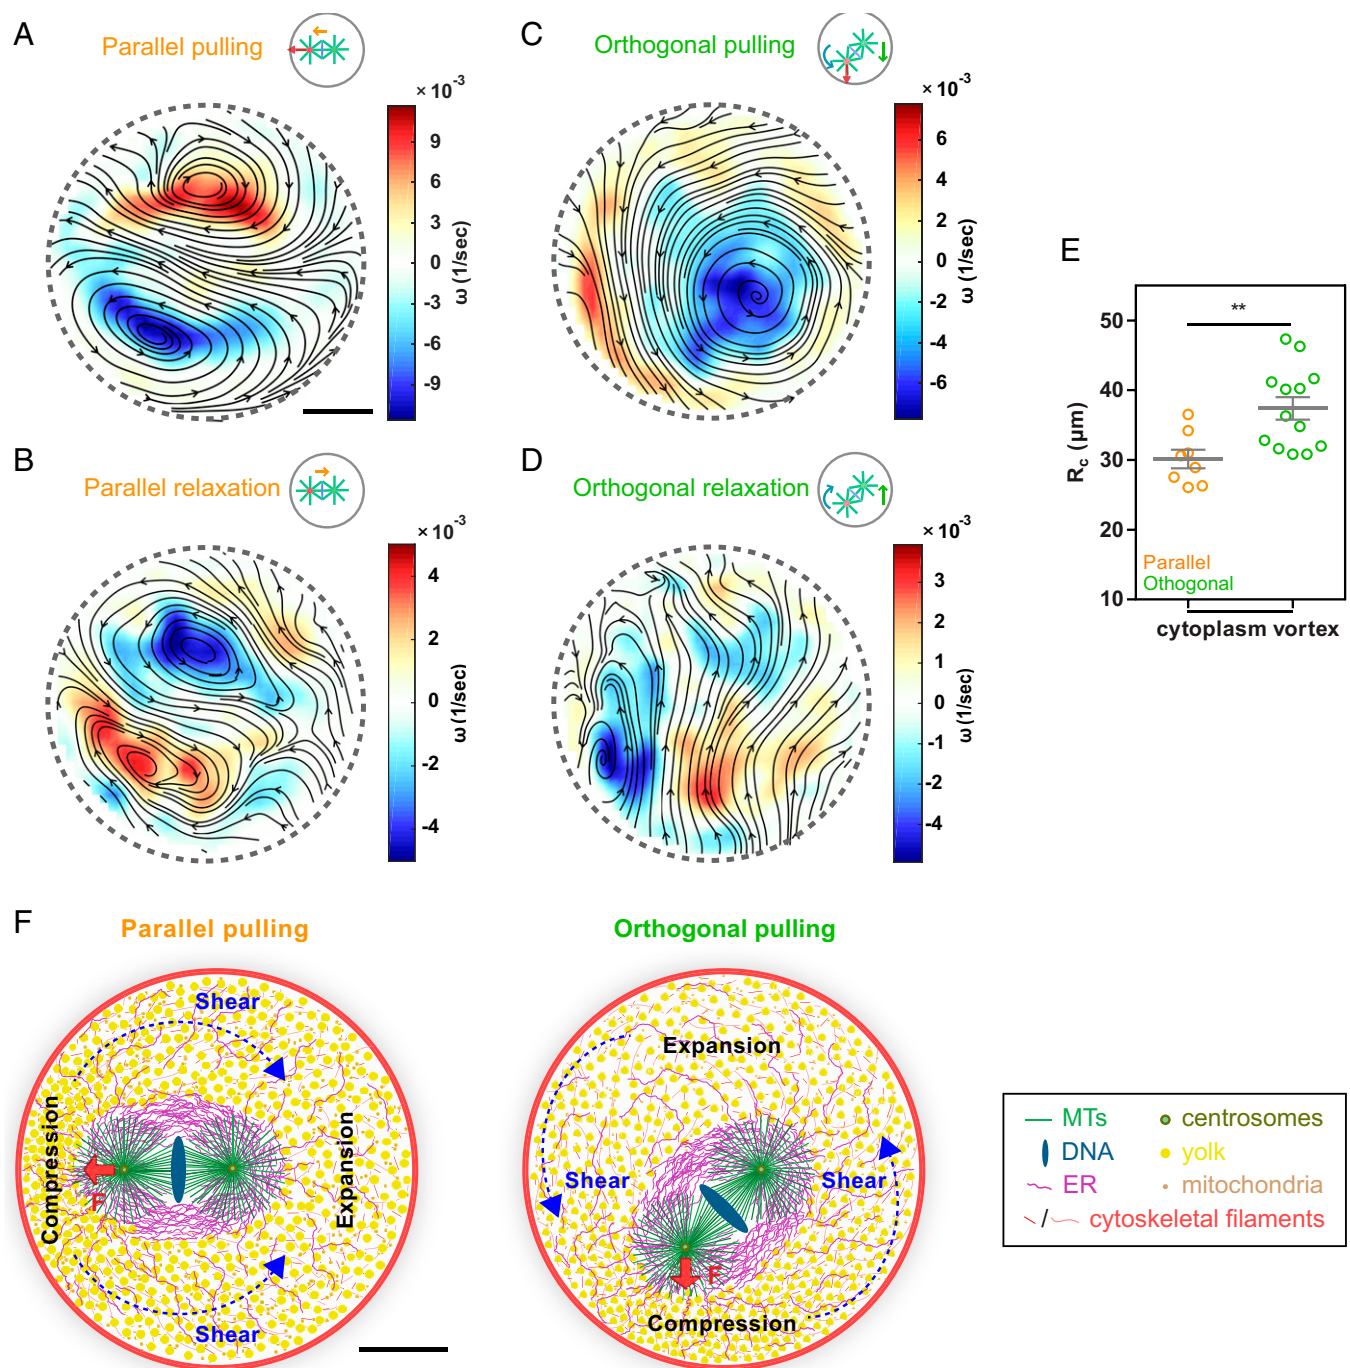 A
Parallel pulling
× 10⁻³
9
6
3
0
-3
-6
-9
ω (1/sec)
C
Orthogonal pulling
× 10⁻³
6
4
2
0
-2
-4
-6
ω (1/sec)
B
Parallel relaxation
× 10⁻³
4
2
0
-2
-4
ω (1/sec)
D
Orthogonal relaxation
× 10⁻³
3
2
1
0
-1
-2
-3
-4
ω (1/sec)
E
50
40
30
20
10
R_c (µm)
**
Parallel
Othogonal
cytoplasm vortex
F
Parallel pulling
Shear
Compression
F
Expansion
Shear
Orthogonal pulling
Expansion
Shear
Shear
F
Compression
MTs
centrosomes
DNA
yolk
ER
mitochondria
/ cytoskeletal filaments